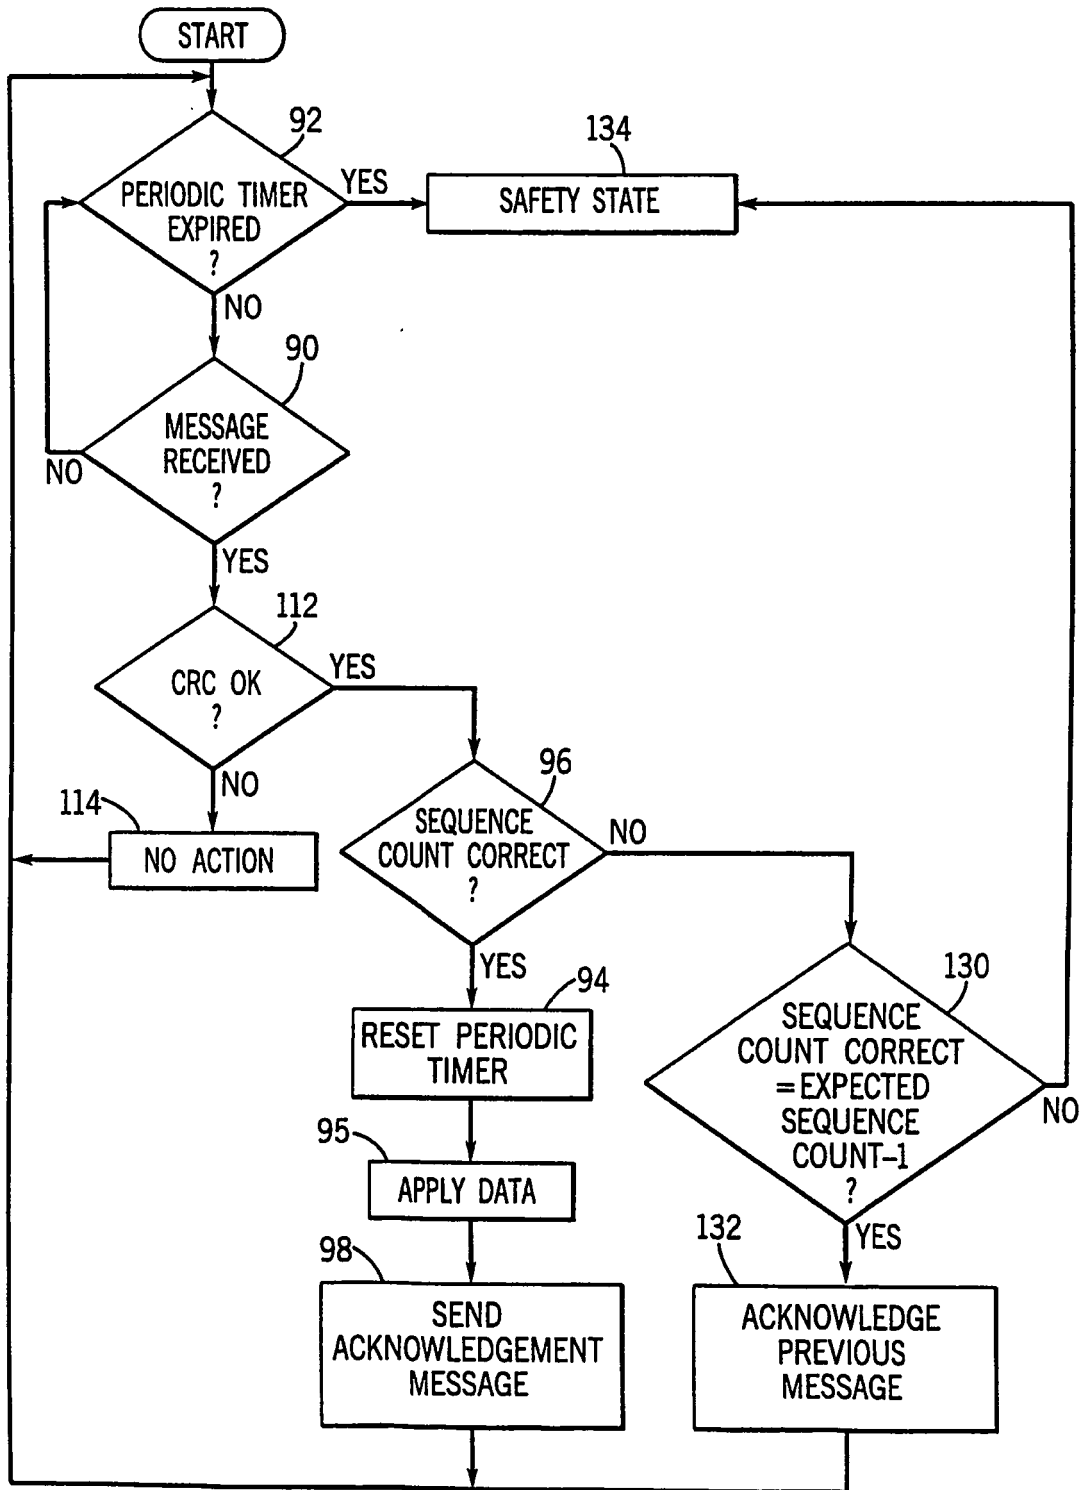 START
92
134
PERIODIC TIMER
EXPIRED
?
YES
SAFETY STATE
NO
90
MESSAGE
RECEIVED
?
NO
YES
112
CRC OK
?
YES
NO
96
114
NO ACTION
SEQUENCE
COUNT CORRECT
?
NO
YES
94
RESET PERIODIC
TIMER
130
SEQUENCE
COUNT CORRECT
=EXPECTED
SEQUENCE
COUNT-1
?
NO
YES
95
APPLY DATA
98
SEND
ACKNOWLEDGEMENT
MESSAGE
132
ACKNOWLEDGE
PREVIOUS
MESSAGE